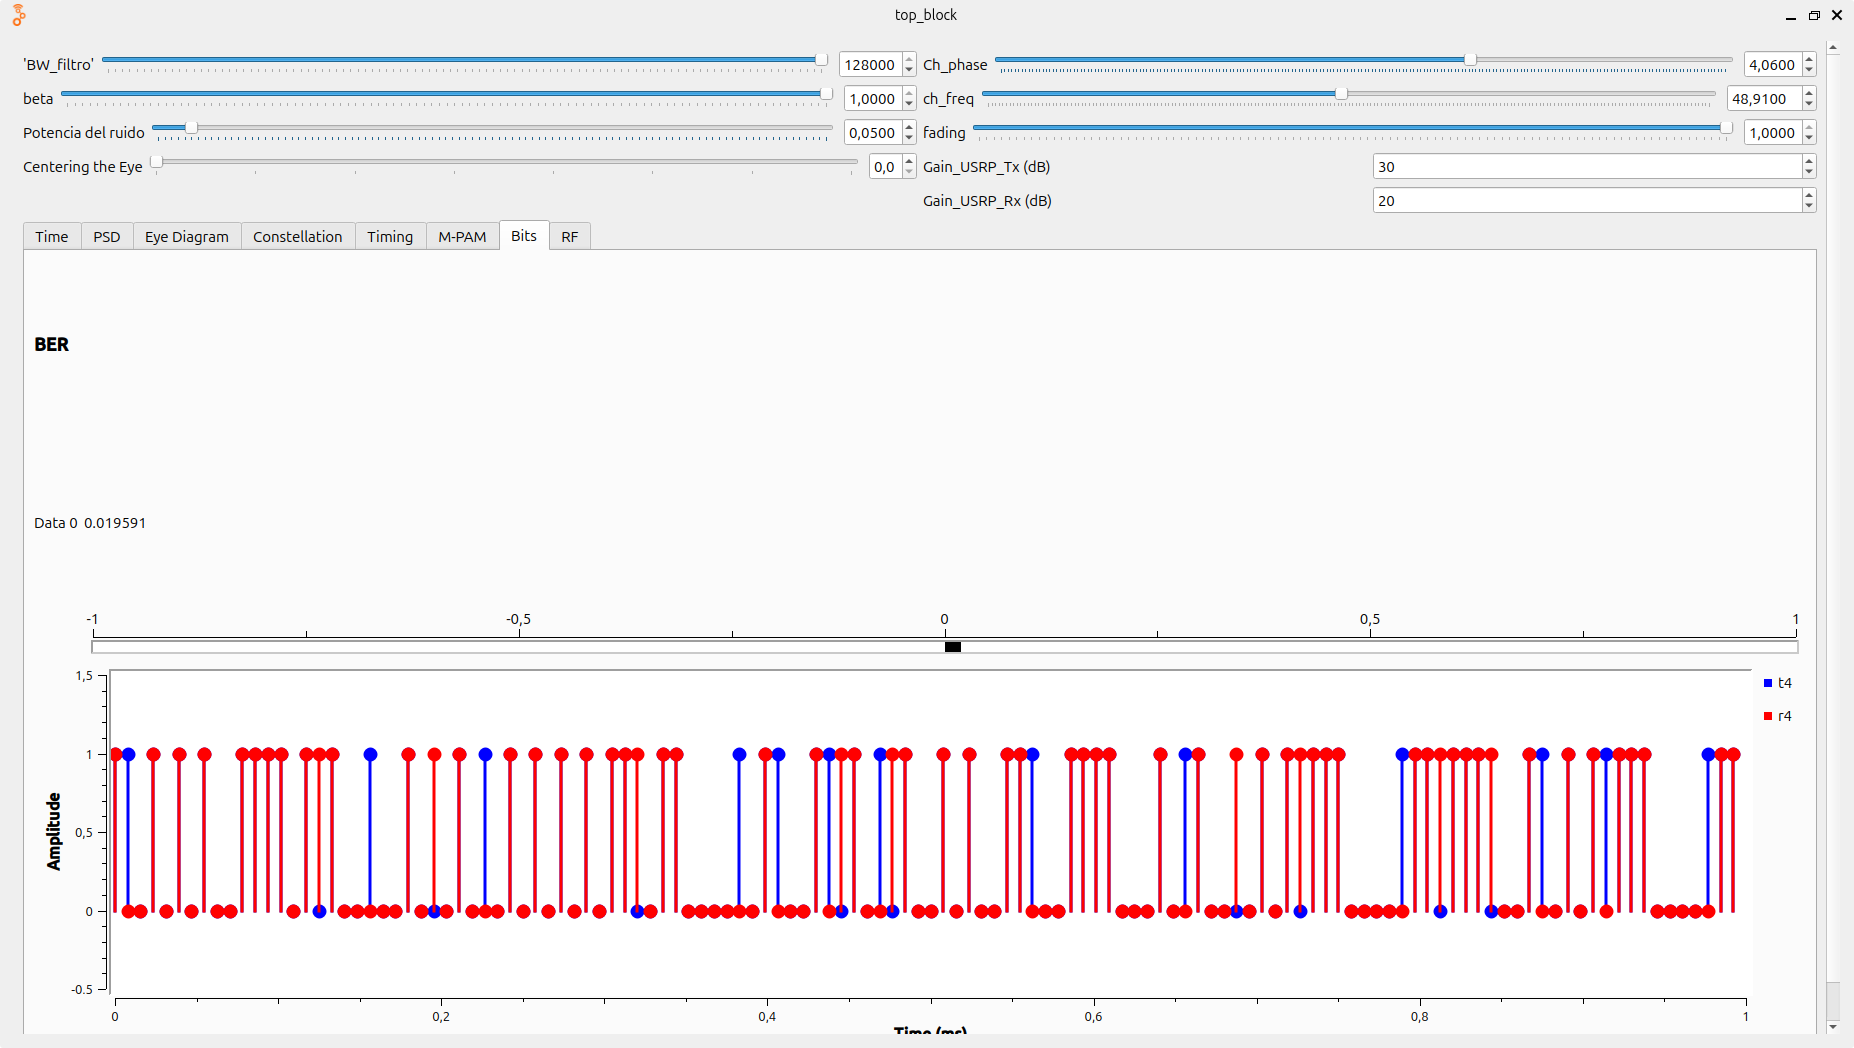 top_block
'BW_filtro' 128000 Ch_phase 4,0600
beta 1,0000 ch_freq 48,9100
Potencia del ruido 0,0500 fading 1,0000
Centering the Eye 0,0 Gain_USRP_Tx (dB) 30
Gain_USRP_Rx (dB) 20
Time PSD Eye Diagram Constellation Timing M-PAM Bits RF
BER
Data 0 0.019591
-1 -0,5 0 0,5 1
1,5
1
0,5
0
-0.5
Amplitude
t4
r4
0 0,2 0,4 0,6 0,8 1
Time (ms)